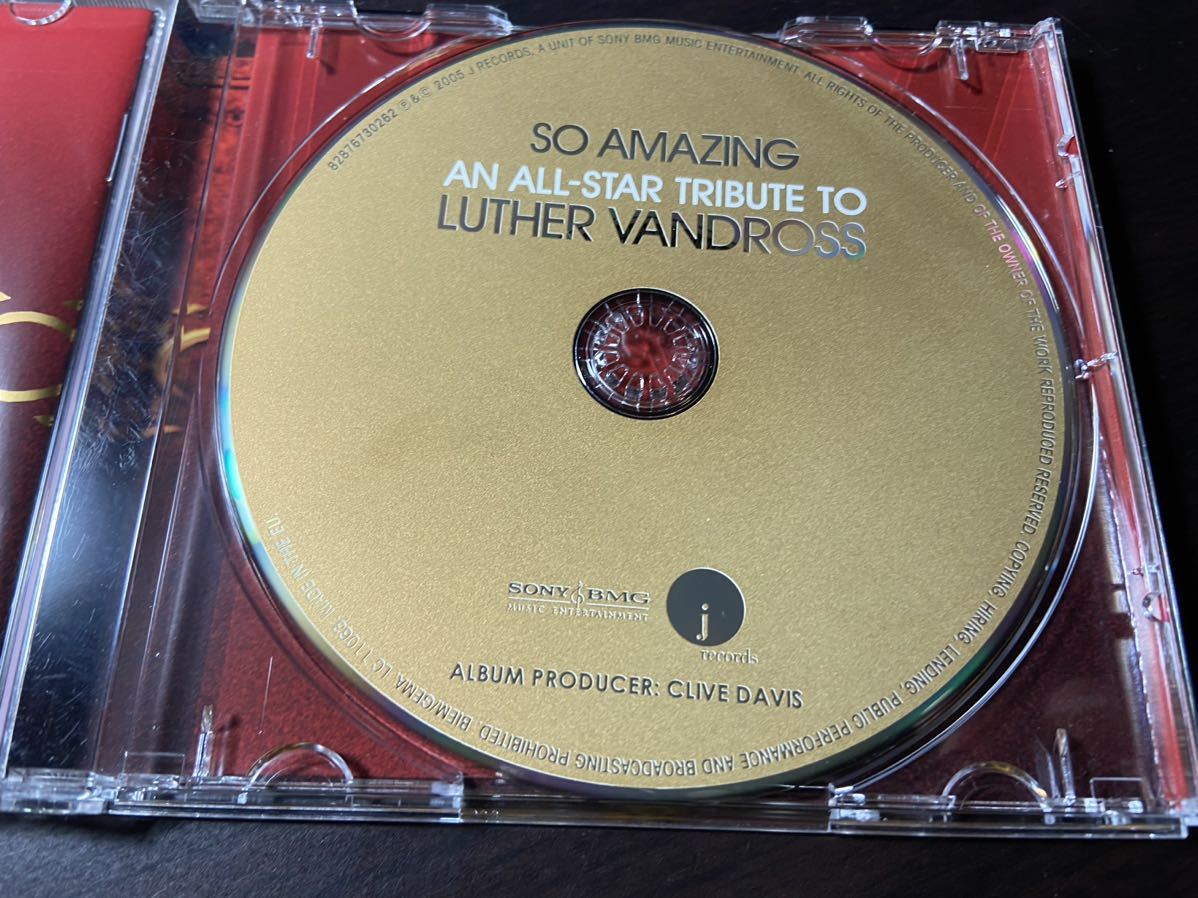 SO AMAZING
AN ALL-STAR TRIBUTE TO
LUTHER VANDROSS
SONY BMG
MUSIC ENTERTAINMENT
j
records
ALBUM PRODUCER: CLIVE DAVIS
82876730262 ℗&© 2005 J RECORDS, A UNIT OF SONY BMG MUSIC ENTERTAINMENT. ALL RIGHTS OF THE PRODUCER AND OF THE OWNER OF THE WORK REPRODUCED RESERVED. COPYING, HIRING, LENDING, PUBLIC PERFORMANCE AND BROADCASTING PROHIBITED. BIEM/GEMA. LC 11066. MADE IN THE EU.